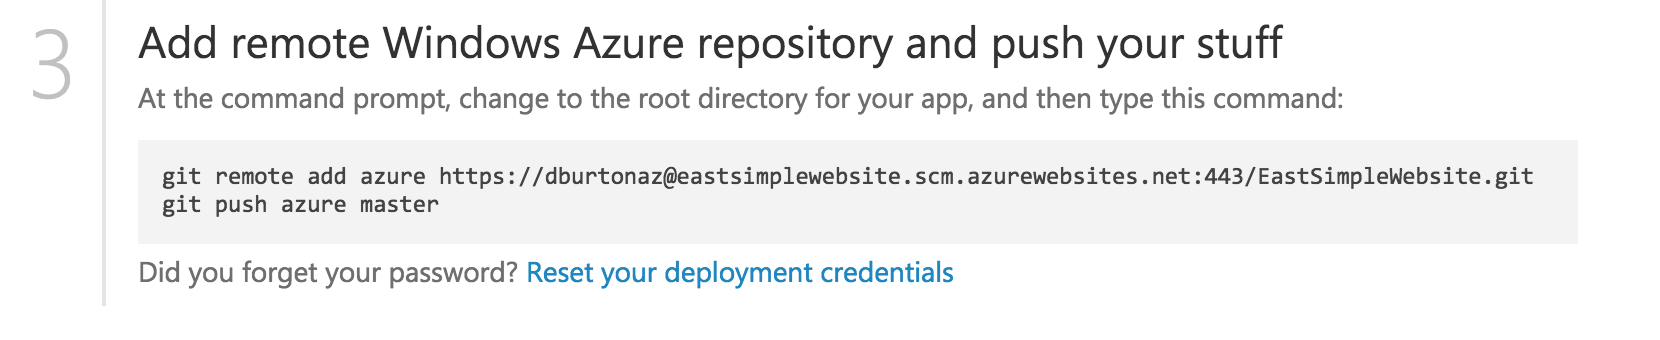 3
Add remote Windows Azure repository and push your stuff
At the command prompt, change to the root directory for your app, and then type this command:
git remote add azure https://dburtonaz@eastsimplewebsite.scm.azurewebsites.net:443/EastSimpleWebsite.git
git push azure master
Did you forget your password? Reset your deployment credentials